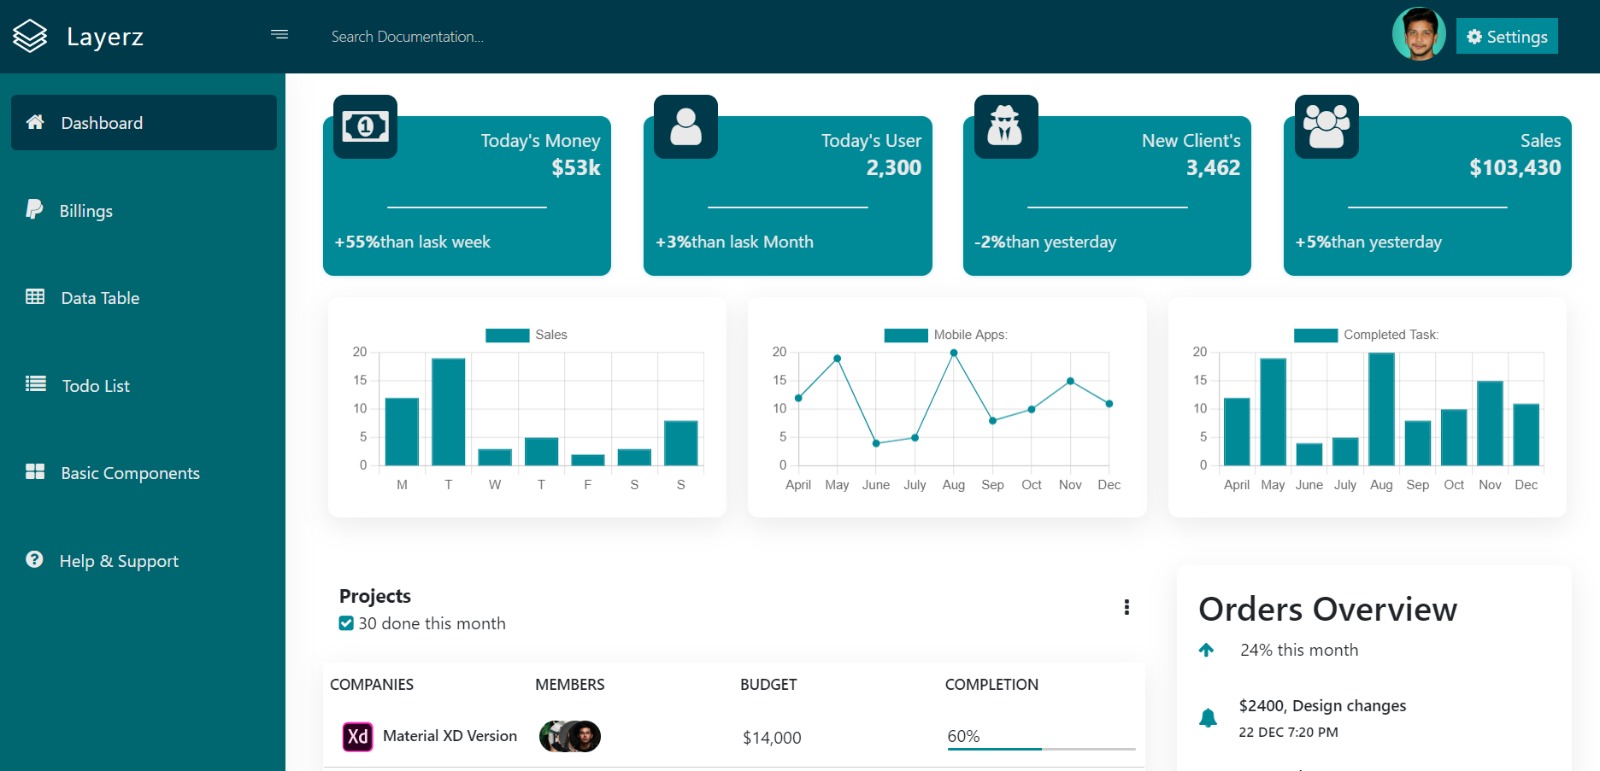 Layerz
Search Documentation...
Settings
Dashboard
Billings
Data Table
Todo List
Basic Components
Help & Support
Today's Money
$53k
+55%than lask week
Today's User
2,300
+3%than lask Month
New Client's
3,462
-2%than yesterday
Sales
$103,430
+5%than yesterday
Sales
20
15
10
5
0
M T W T F S S
Mobile Apps:
20
15
10
5
0
April May June July Aug Sep Oct Nov Dec
Completed Task:
20
15
10
5
0
April May June July Aug Sep Oct Nov Dec
Projects
30 done this month
COMPANIES MEMBERS BUDGET COMPLETION
Xd Material XD Version $14,000 60%
Orders Overview
24% this month
$2400, Design changes
22 DEC 7:20 PM